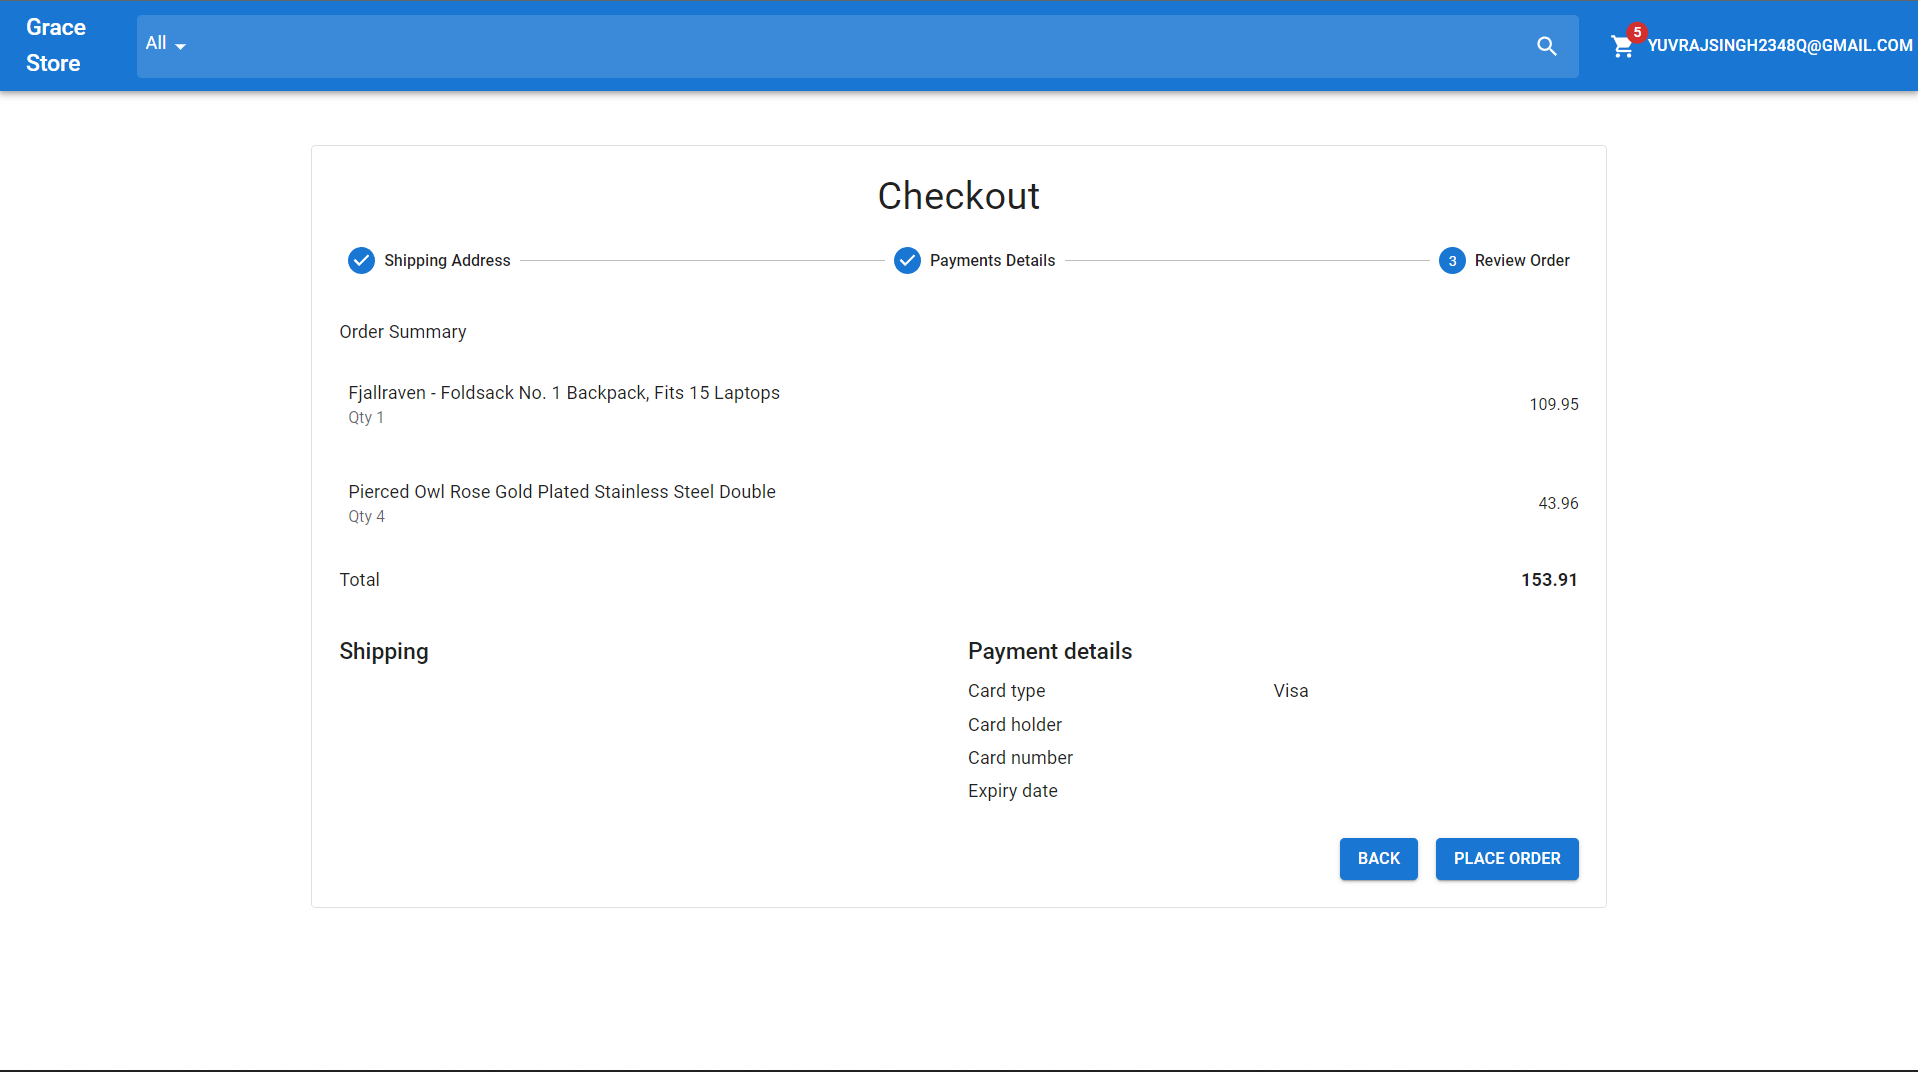 Grace
Store
All
5
YUVRAJSINGH2348Q@GMAIL.COM
Checkout
Shipping Address
Payments Details
3 Review Order
Order Summary
Fjallraven - Foldsack No. 1 Backpack, Fits 15 Laptops
Qty 1
109.95
Pierced Owl Rose Gold Plated Stainless Steel Double
Qty 4
43.96
Total 153.91
Shipping
Payment details
Card type Visa
Card holder
Card number
Expiry date
BACK PLACE ORDER